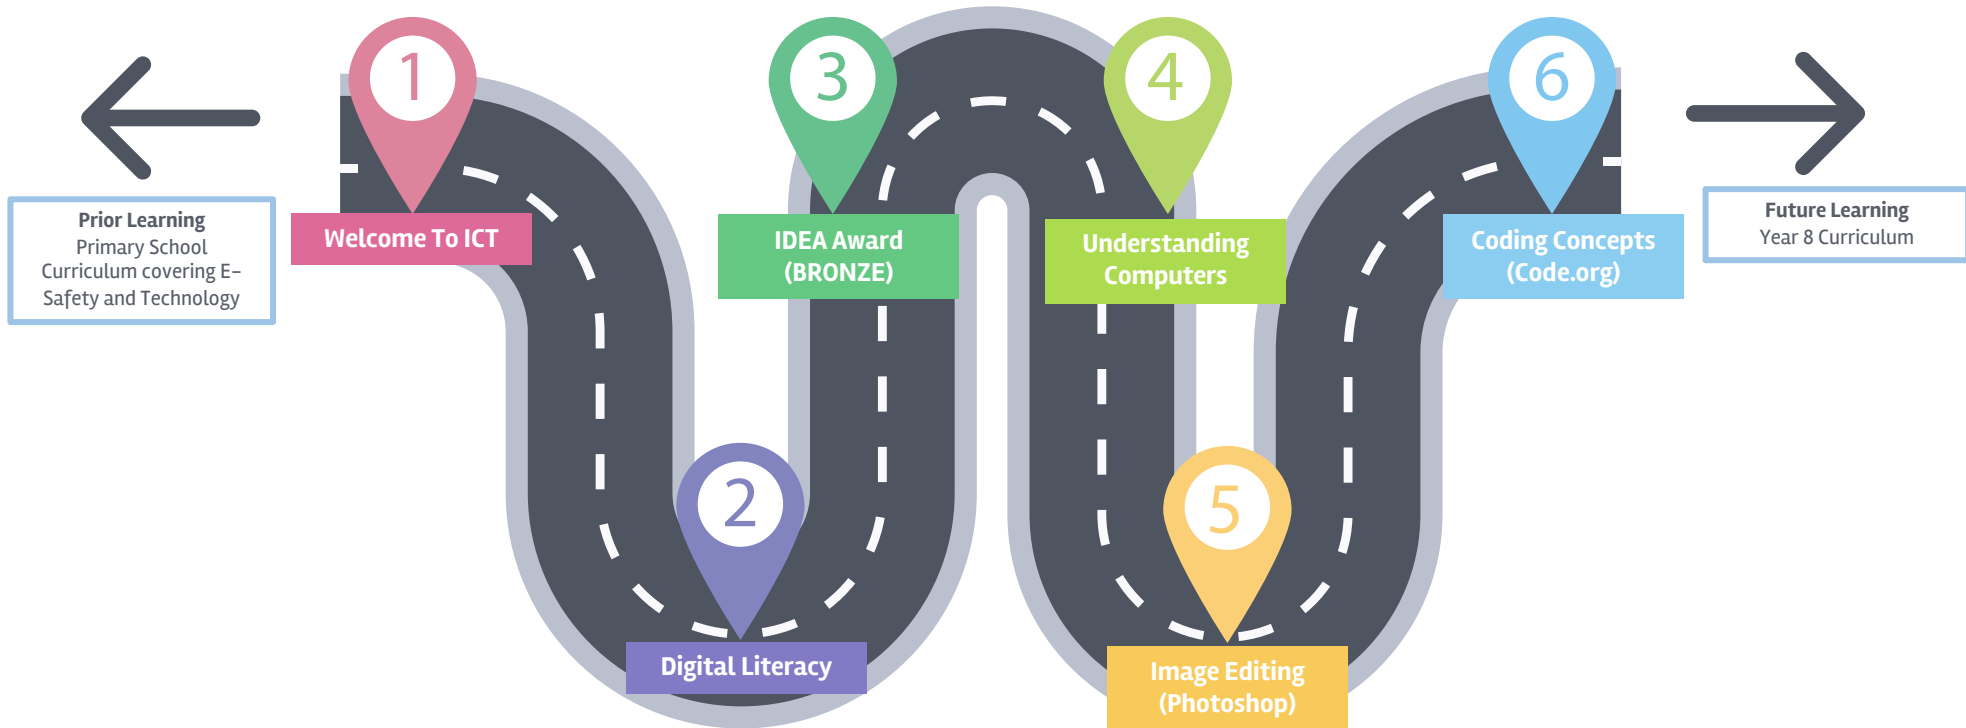 Prior Learning
Primary School
Curriculum covering E-
Safety and Technology
1
Welcome To ICT
2
Digital Literacy
3
IDEA Award
(BRONZE)
4
Understanding
Computers
5
Image Editing
(Photoshop)
6
Coding Concepts
(Code.org)
Future Learning
Year 8 Curriculum